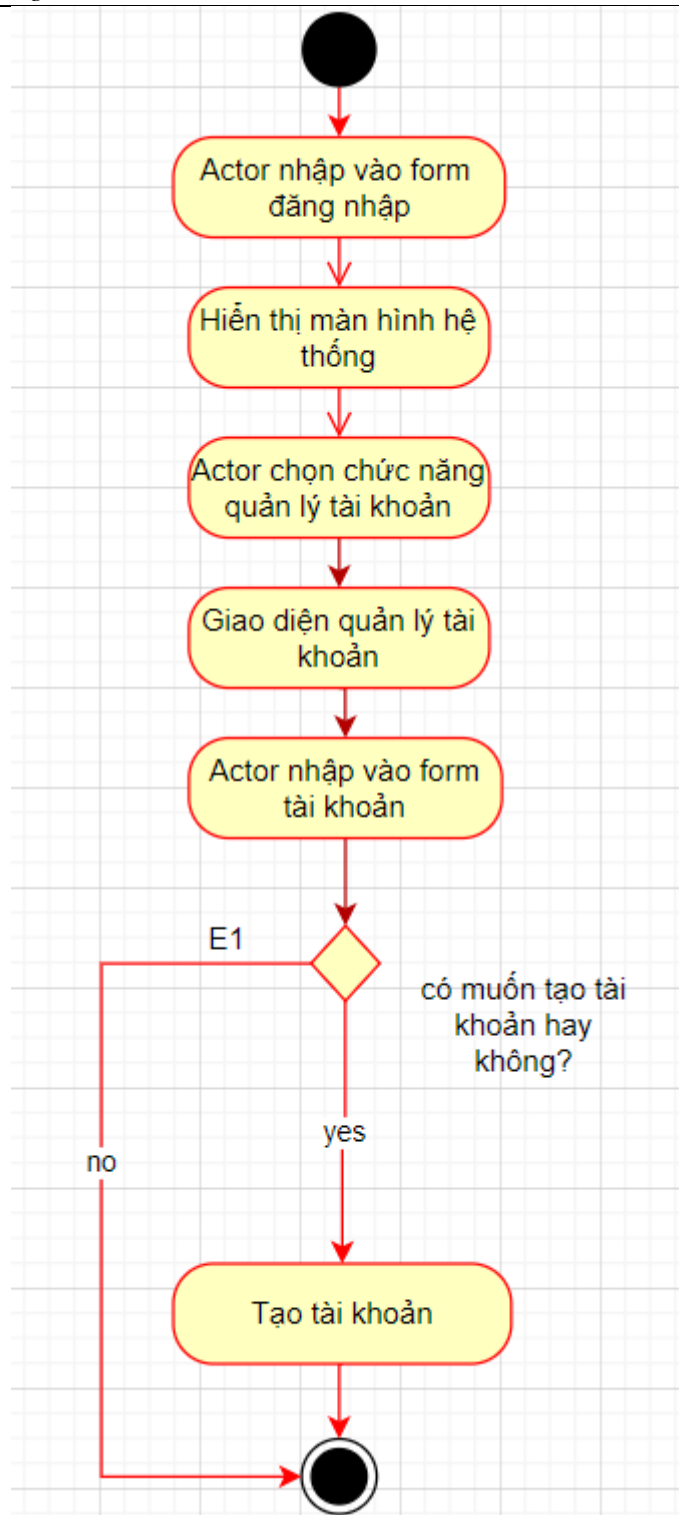 Actor nhập vào form
đăng nhập
Hiển thị màn hình hệ
thống
Actor chọn chức năng
quản lý tài khoản
Giao diện quản lý tài
khoản
Actor nhập vào form
tài khoản
E1
có muốn tạo tài
khoản hay
không?
yes
no
Tạo tài khoản